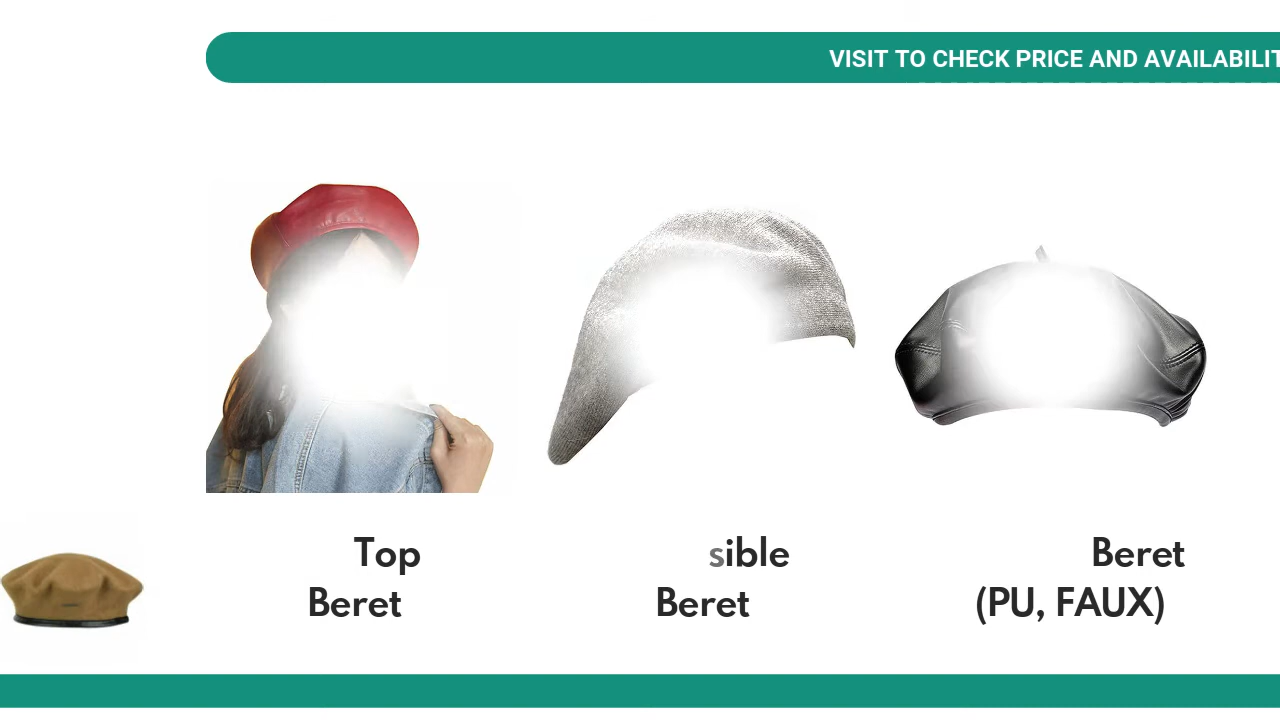 VISIT TO CHECK PRICE AND AVAILABILIT
Top
Beret
sible
Beret
Beret
(PU, FAUX)